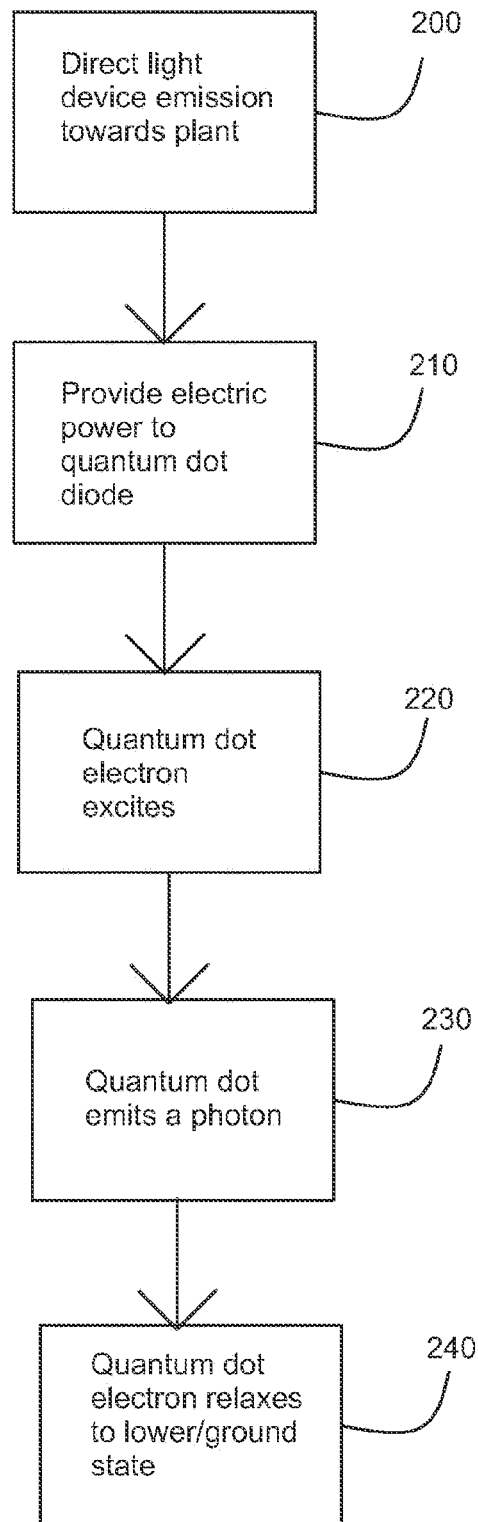 200
Direct light
device emission
towards plant
210
Provide electric
power to
quantum dot
diode
220
Quantum dot
electron
excites
230
Quantum dot
emits a photon
240
Quantum dot
electron relaxes
to lower/ground
state